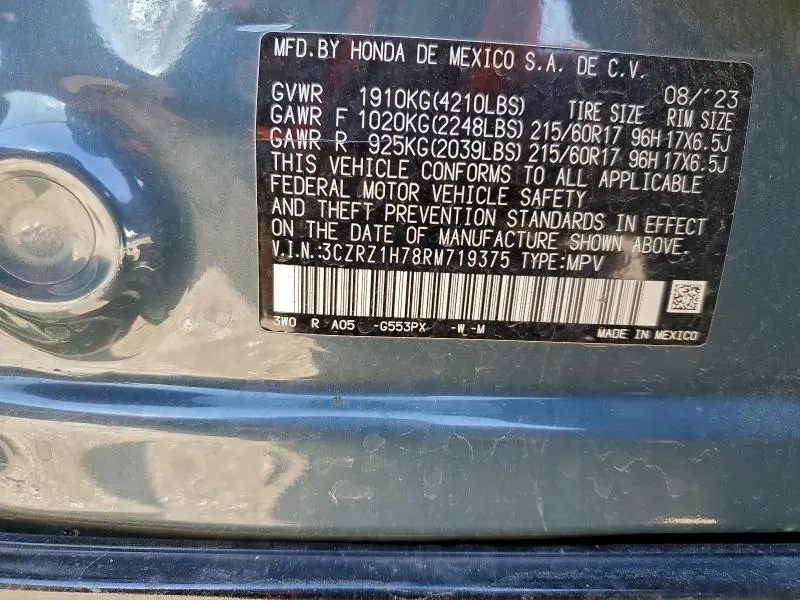 MFD.BY HONDA DE MEXICO S.A. DE C.V.
08/'23
GVWR 1910KG(4210LBS) TIRE SIZE RIM SIZE
GAWR F 1020KG(2248LBS) 215/60R17 96H 17X6.5J
GAWR R 925KG(2039LBS) 215/60R17 96H 17X6.5J
THIS VEHICLE CONFORMS TO ALL APPLICABLE
FEDERAL MOTOR VEHICLE SAFETY
AND THEFT PREVENTION STANDARDS IN EFFECT
ON THE DATE OF MANUFACTURE SHOWN ABOVE.
V.I.N.:3CZRZ1H78RM719375 TYPE:MPV
3W0 R A05 -G553PX -W-M
MADE IN MEXICO